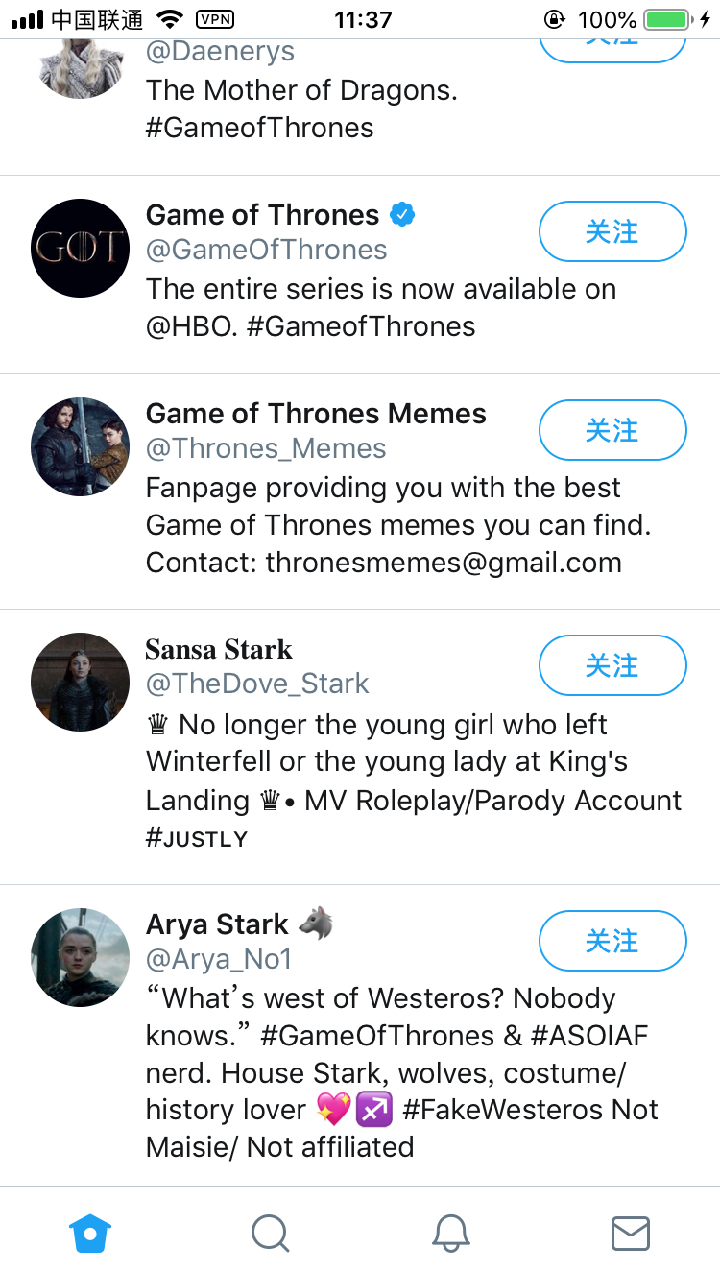 中国联通 VPN 11:37 100%
@Daenerys
The Mother of Dragons.
#GameofThrones
GOT
Game of Thrones
关注
@GameOfThrones
The entire series is now available on
@HBO. #GameofThrones
Game of Thrones Memes
关注
@Thrones_Memes
Fanpage providing you with the best
Game of Thrones memes you can find.
Contact: thronesmemes@gmail.com
Sansa Stark
关注
@TheDove_Stark
♛ No longer the young girl who left
Winterfell or the young lady at King's
Landing ♛• MV Roleplay/Parody Account
#ᴊᴜsᴛʟʏ
Arya Stark 🐺
关注
@Arya_No1
“What’s west of Westeros? Nobody
knows.” #GameOfThrones & #ASOIAF
nerd. House Stark, wolves, costume/
history lover 💖♐ #FakeWesteros Not
Maisie/ Not affiliated